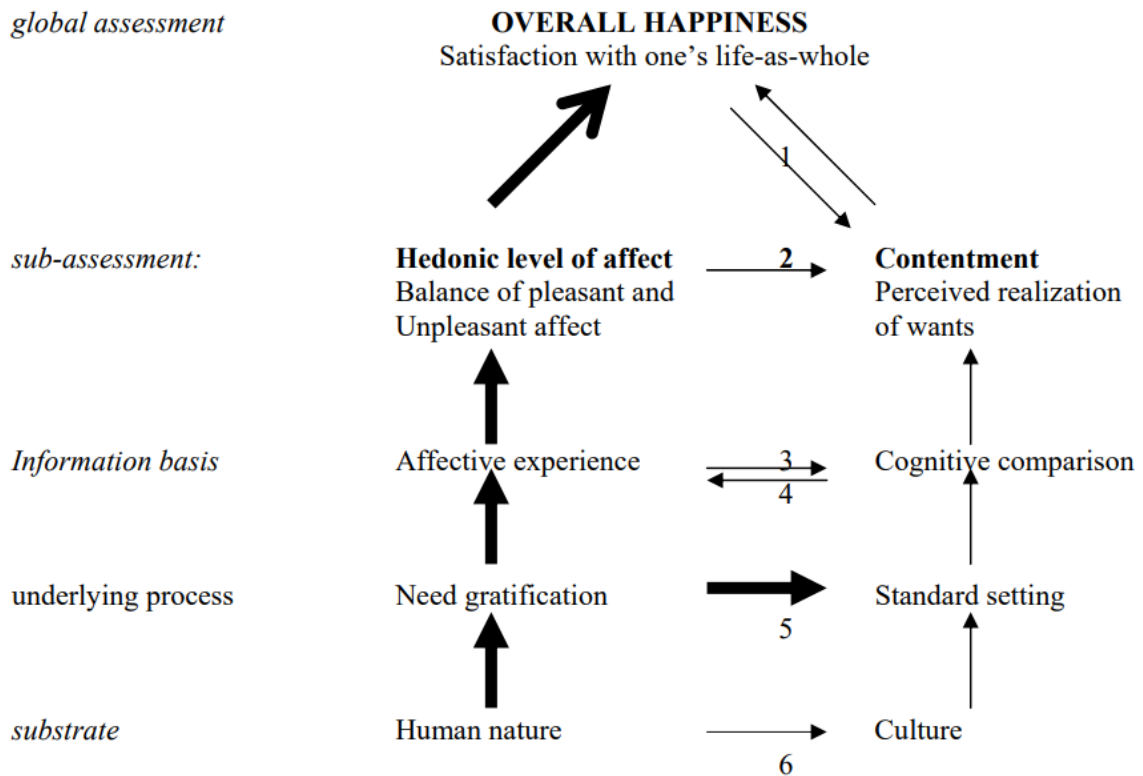 global assessment OVERALL HAPPINESS
Satisfaction with one’s life-as-whole
1
sub-assessment: Hedonic level of affect 2 Contentment
Balance of pleasant and Perceived realization
Unpleasant affect of wants
Information basis Affective experience 3 Cognitive comparison
4
underlying process Need gratification Standard setting
5
substrate Human nature Culture
6